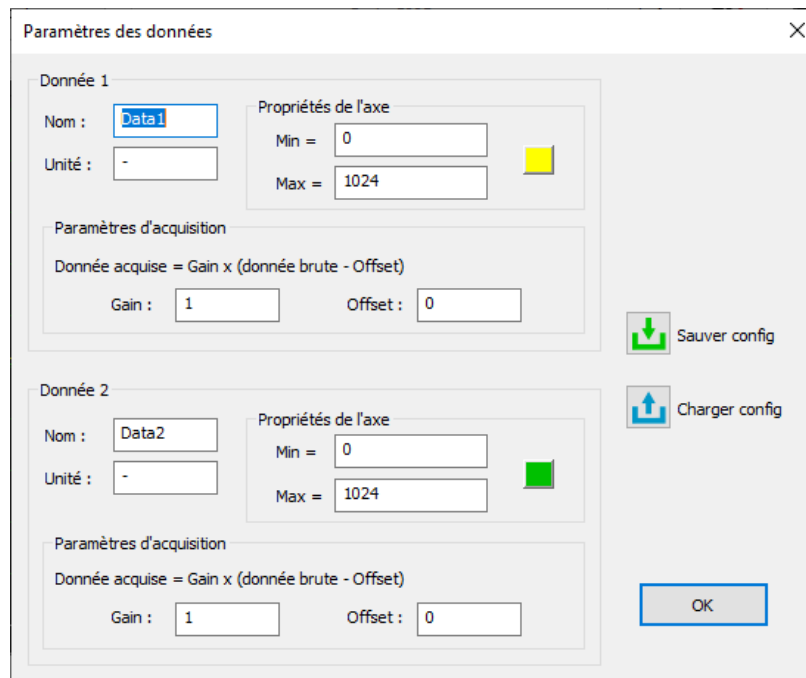 Paramètres des données
Donnée 1
Nom : Data1
Unité : -
Propriétés de l'axe
Min = 0
Max = 1024
Paramètres d'acquisition
Donnée acquise = Gain x (donnée brute - Offset)
Gain : 1 Offset : 0
Sauver config
Charger config
Donnée 2
Nom : Data2
Unité : -
Propriétés de l'axe
Min = 0
Max = 1024
Paramètres d'acquisition
Donnée acquise = Gain x (donnée brute - Offset)
Gain : 1 Offset : 0
OK